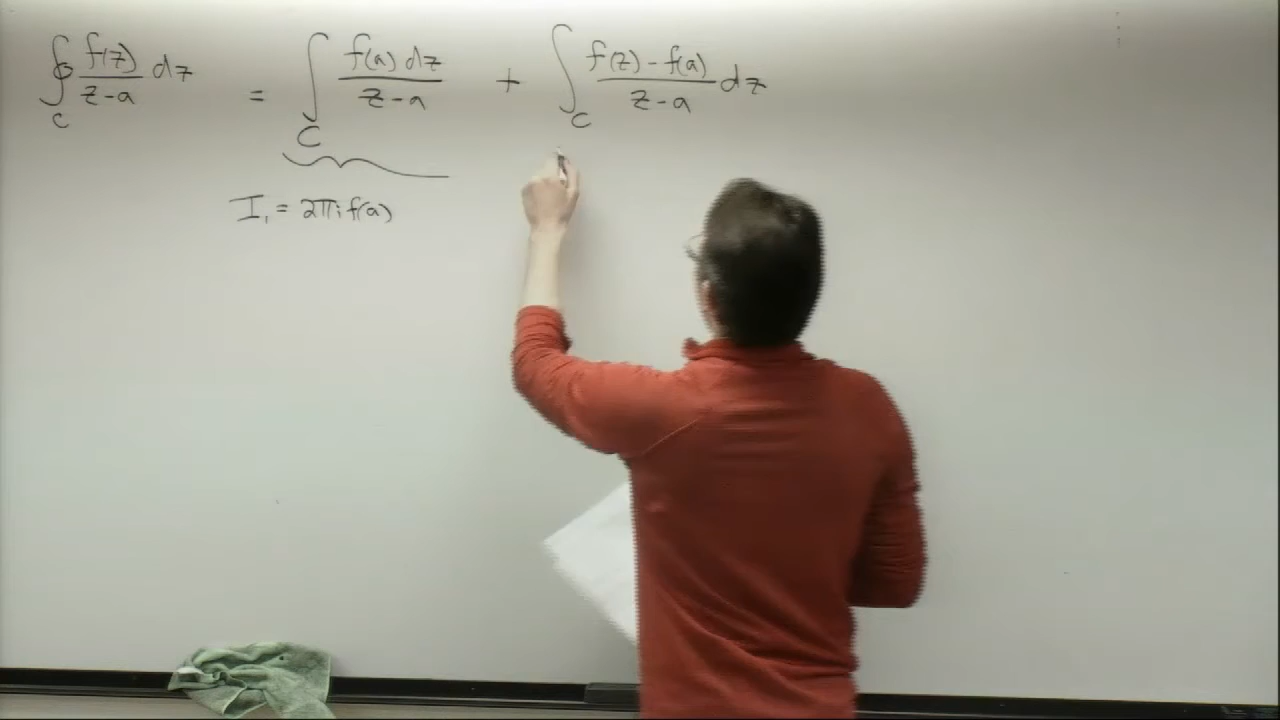 ∮_C f(z)/(z-a) dz = ∫_C f(a) dz/(z-a) + ∫_C (f(z) - f(a))/(z-a) dz
I₁ = 2πi f(a)